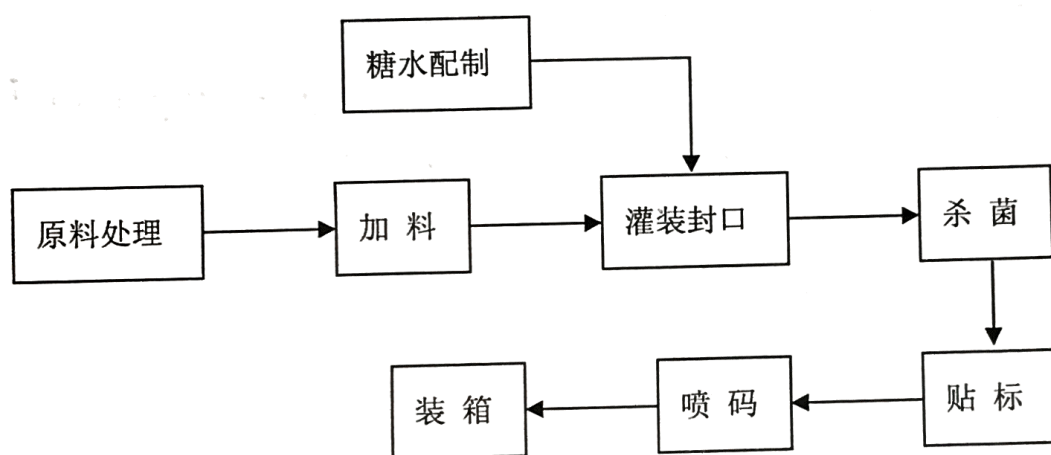 糖水配制
原料处理
加 料
灌装封口
杀 菌
装 箱
喷 码
贴 标